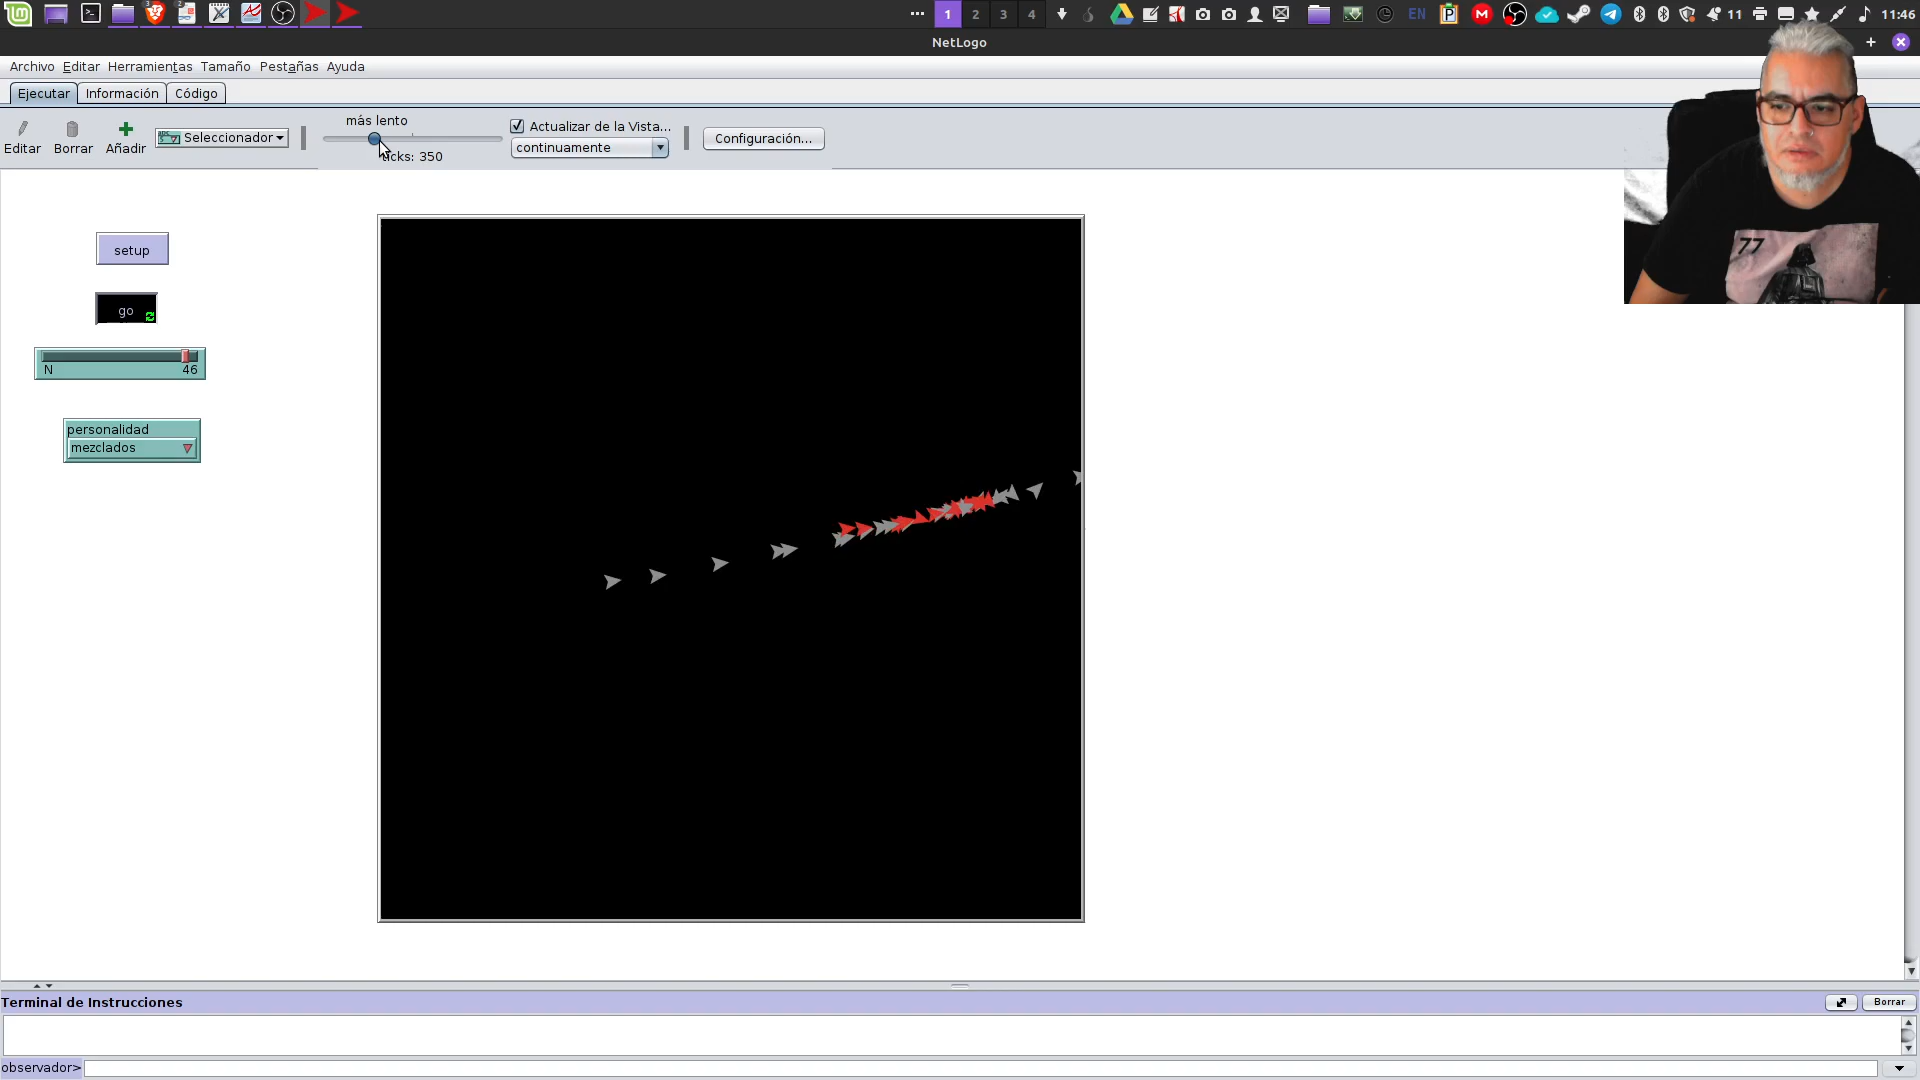 1 2 3 4 EN 11 11:46
NetLogo
Archivo Editar Herramientas Tamaño Pestañas Ayuda
Ejecutar Información Código
más lento
Editar Borrar Añadir Seleccionador
ticks: 350
Actualizar de la Vista...
continuamente
Configuración...
setup
go
N 46
personalidad
mezclados
77
Terminal de Instrucciones
Borrar
observador>